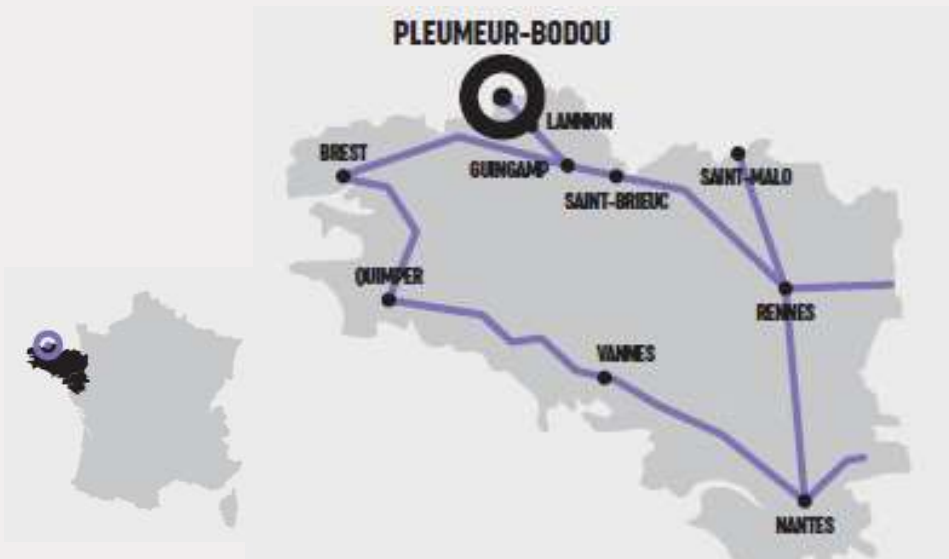 PLEUMEUR-BODOU
LANNION
BREST
GUINGAMP
SAINT-MALO
SAINT-BRIEUC
QUIMPER
RENNES
VANNES
NANTES